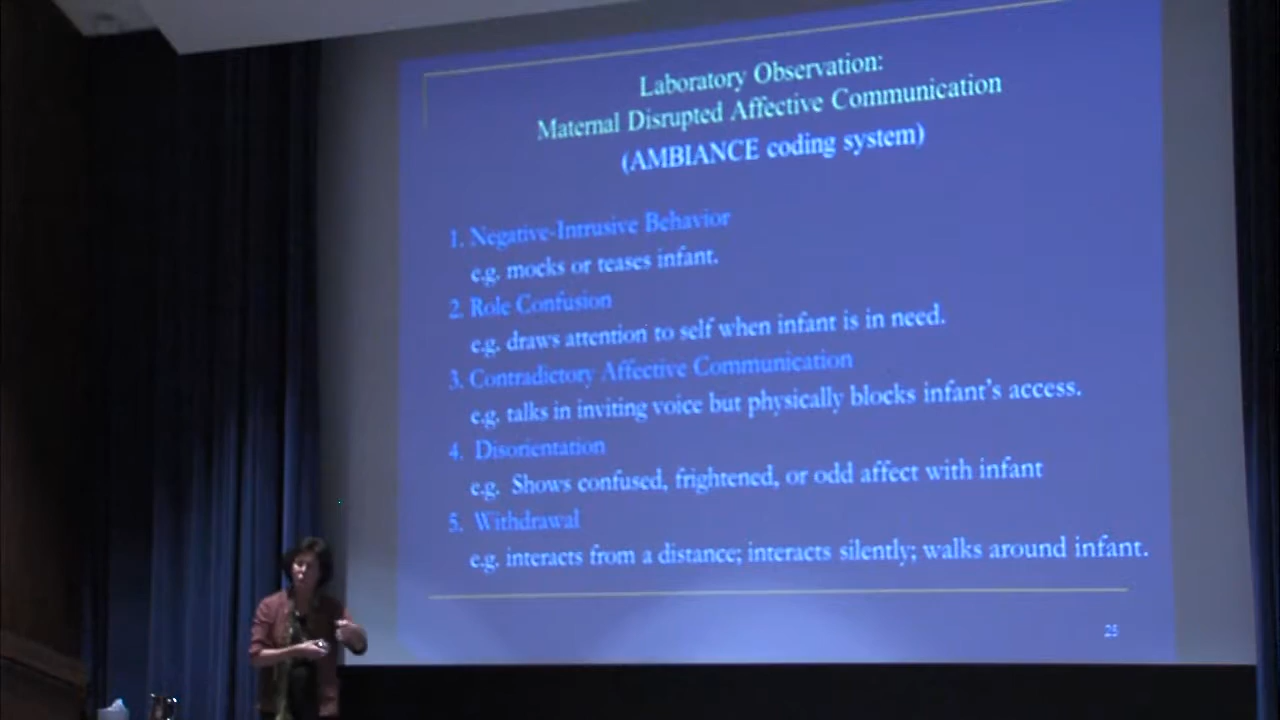 Laboratory Observation:
Maternal Disrupted Affective Communication
(AMBIANCE coding system)
1. Negative-Intrusive Behavior
e.g. mocks or teases infant.
2. Role Confusion
e.g. draws attention to self when infant is in need.
3. Contradictory Affective Communication
e.g. talks in inviting voice but physically blocks infant's access.
4. Disorientation
e.g. Shows confused, frightened, or odd affect with infant
5. Withdrawal
e.g. interacts from a distance; interacts silently; walks around infant.
25